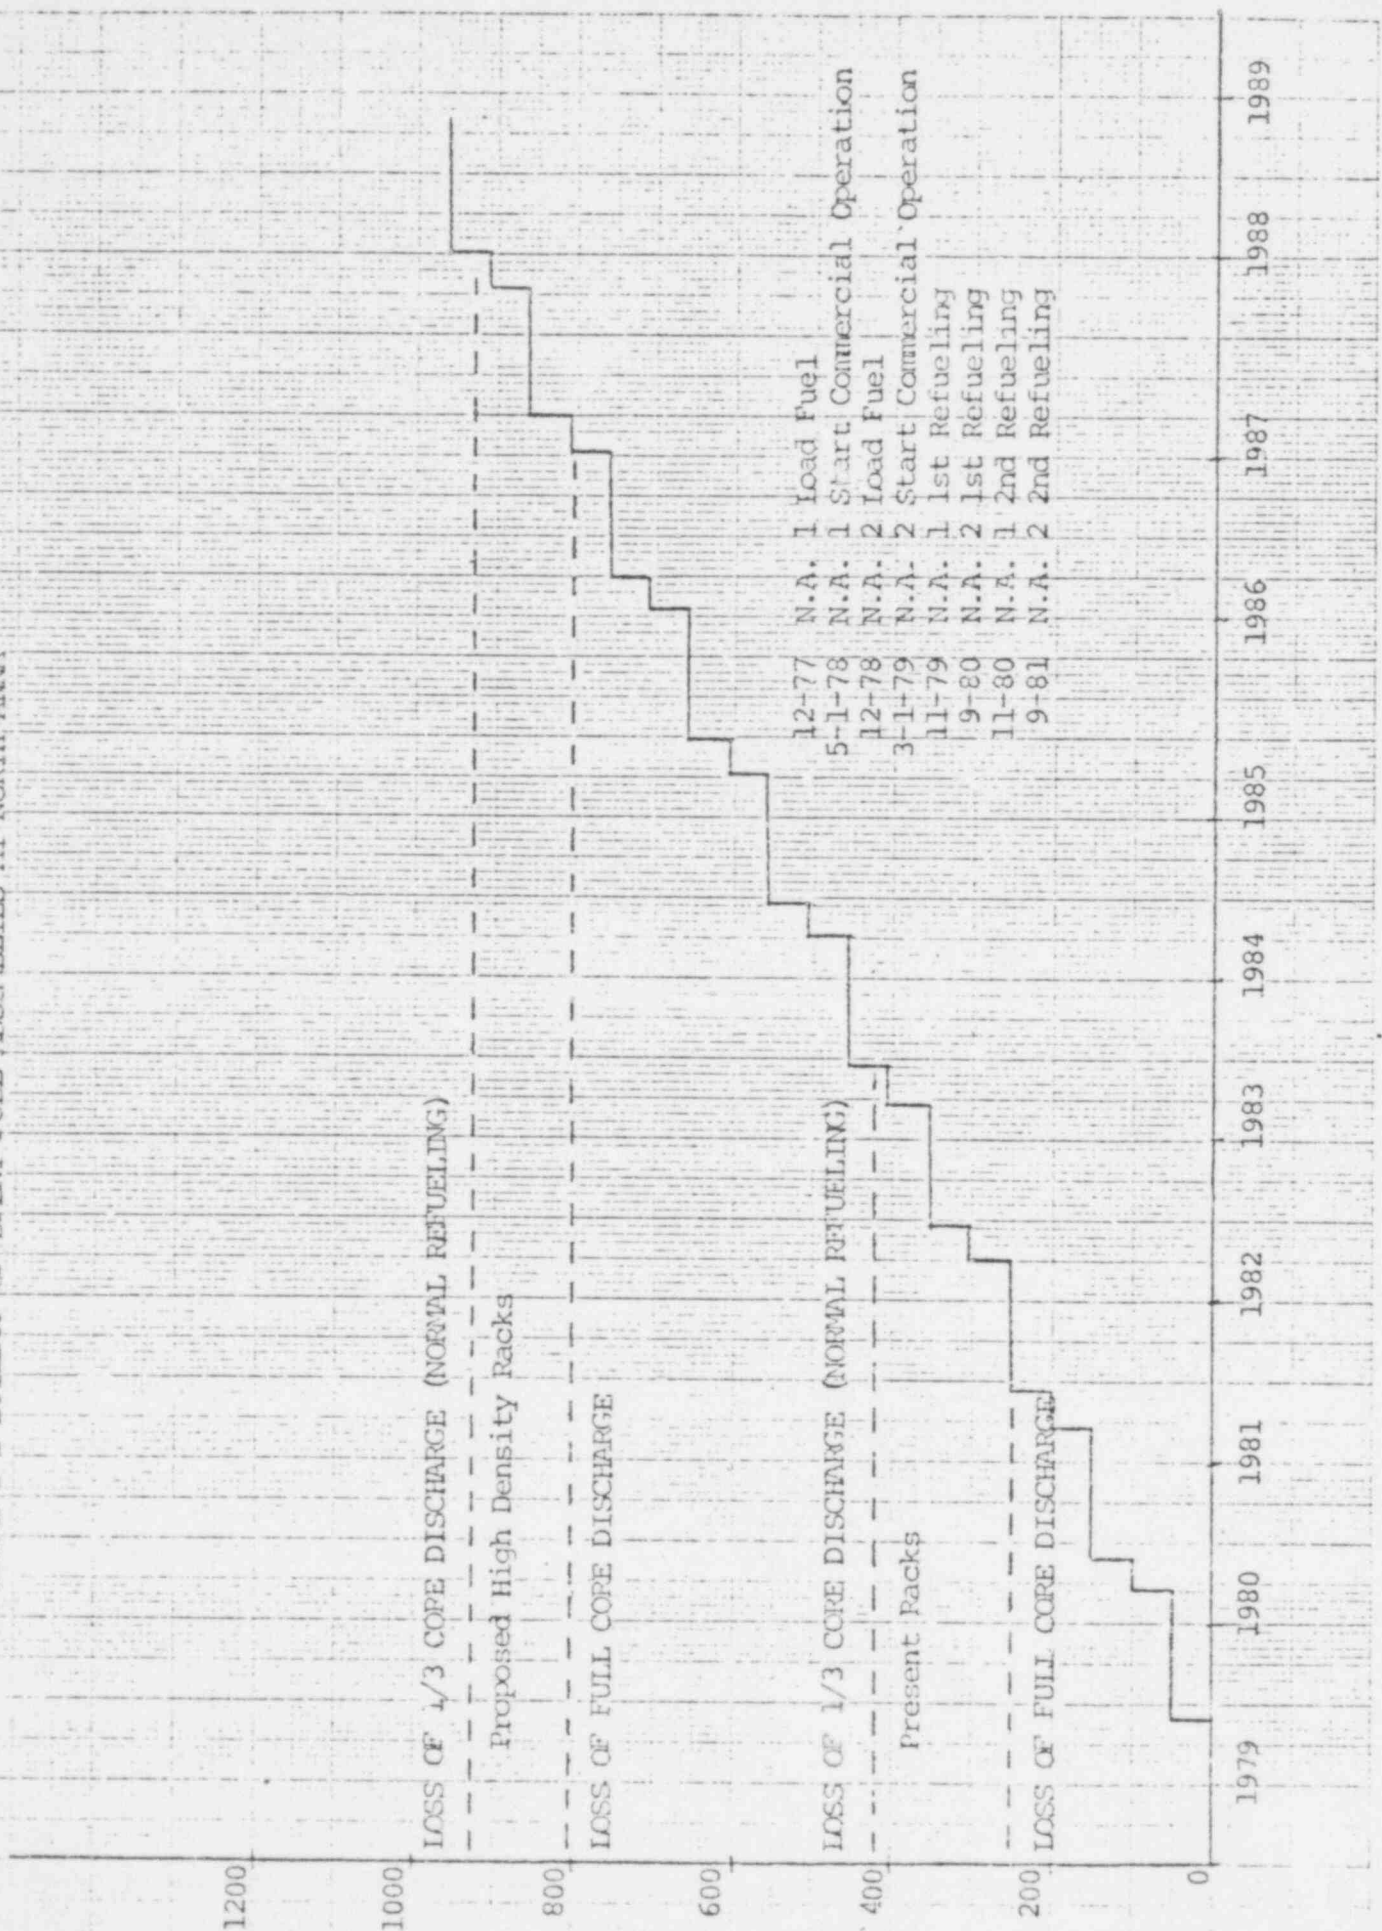 1200
1000
800
600
400
200
0
LOSS OF 1/3 CORE DISCHARGE (NORMAL REFUELING)
Proposed High Density Racks
LOSS OF FULL CORE DISCHARGE
LOSS OF 1/3 CORE DISCHARGE (NORMAL REFUELING)
Present Racks
LOSS OF FULL CORE DISCHARGE
12-77 N.A. 1 Load Fuel
5-1-78 N.A. 1 Start Commercial Operation
12-78 N.A. 2 Load Fuel
3-1-79 N.A. 2 Start Commercial Operation
11-79 N.A. 1 1st Refueling
9-80 N.A. 2 1st Refueling
11-80 N.A. 1 2nd Refueling
9-81 N.A. 2 2nd Refueling
1979 1980 1981 1982 1983 1984 1985 1986 1987 1988 1989